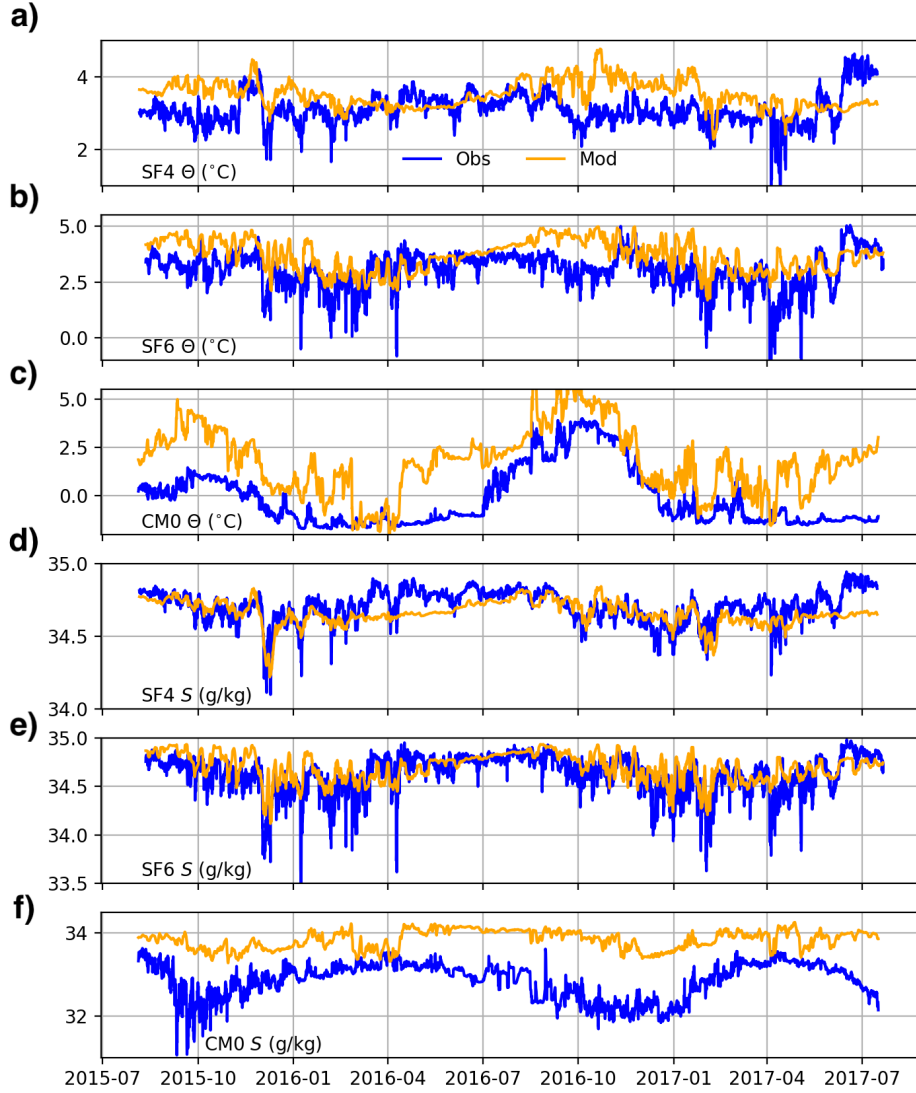 a)
4
2
Obs
Mod
SF4 Θ (°C)
b)
5.0
2.5
0.0
SF6 Θ (°C)
c)
5.0
2.5
0.0
CM0 Θ (°C)
d)
35.0
34.5
34.0
SF4 S (g/kg)
e)
35.0
34.5
34.0
33.5
SF6 S (g/kg)
f)
34
32
CM0 S (g/kg)
2015-07 2015-10 2016-01 2016-04 2016-07 2016-10 2017-01 2017-04 2017-07